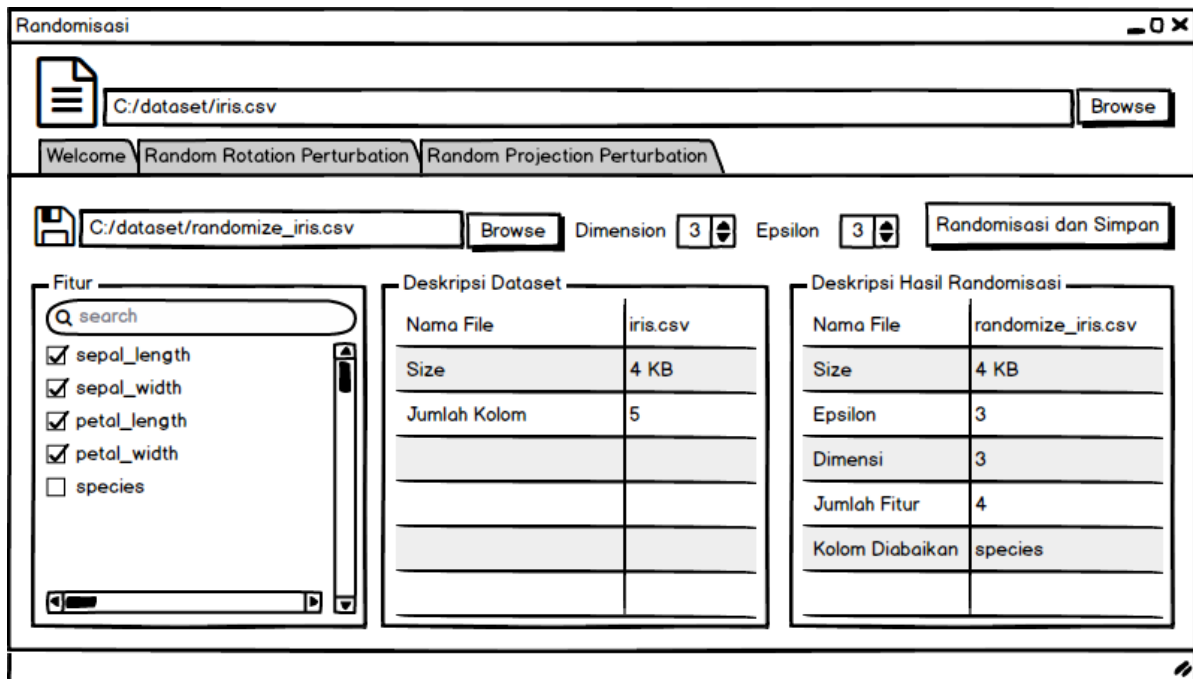 Randomisasi
C:/dataset/iris.csv
Browse
Welcome
Random Rotation Perturbation
Random Projection Perturbation
C:/dataset/randomize_iris.csv
Browse
Dimension
3
Epsilon
3
Randomisasi dan Simpan
Fitur
search
sepal_length
sepal_width
petal_length
petal_width
species
Deskripsi Dataset
Nama File iris.csv
Size 4 KB
Jumlah Kolom 5
Deskripsi Hasil Randomisasi
Nama File randomize_iris.csv
Size 4 KB
Epsilon 3
Dimensi 3
Jumlah Fitur 4
Kolom Diabaikan species